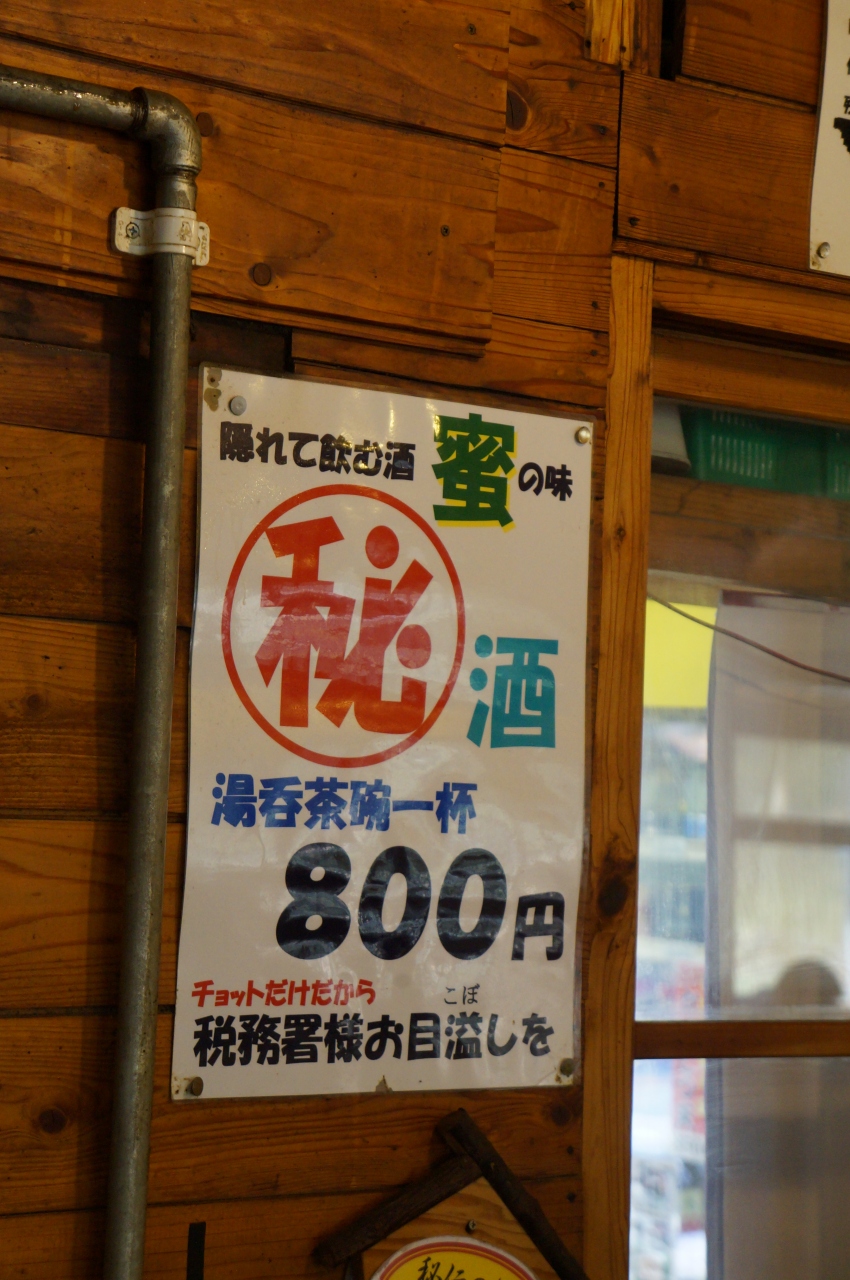 隠れて飲む酒 蜜の味
㊙酒
湯呑茶碗一杯
800円
チョットだけだから
こぼ
税務署様お目溢しを